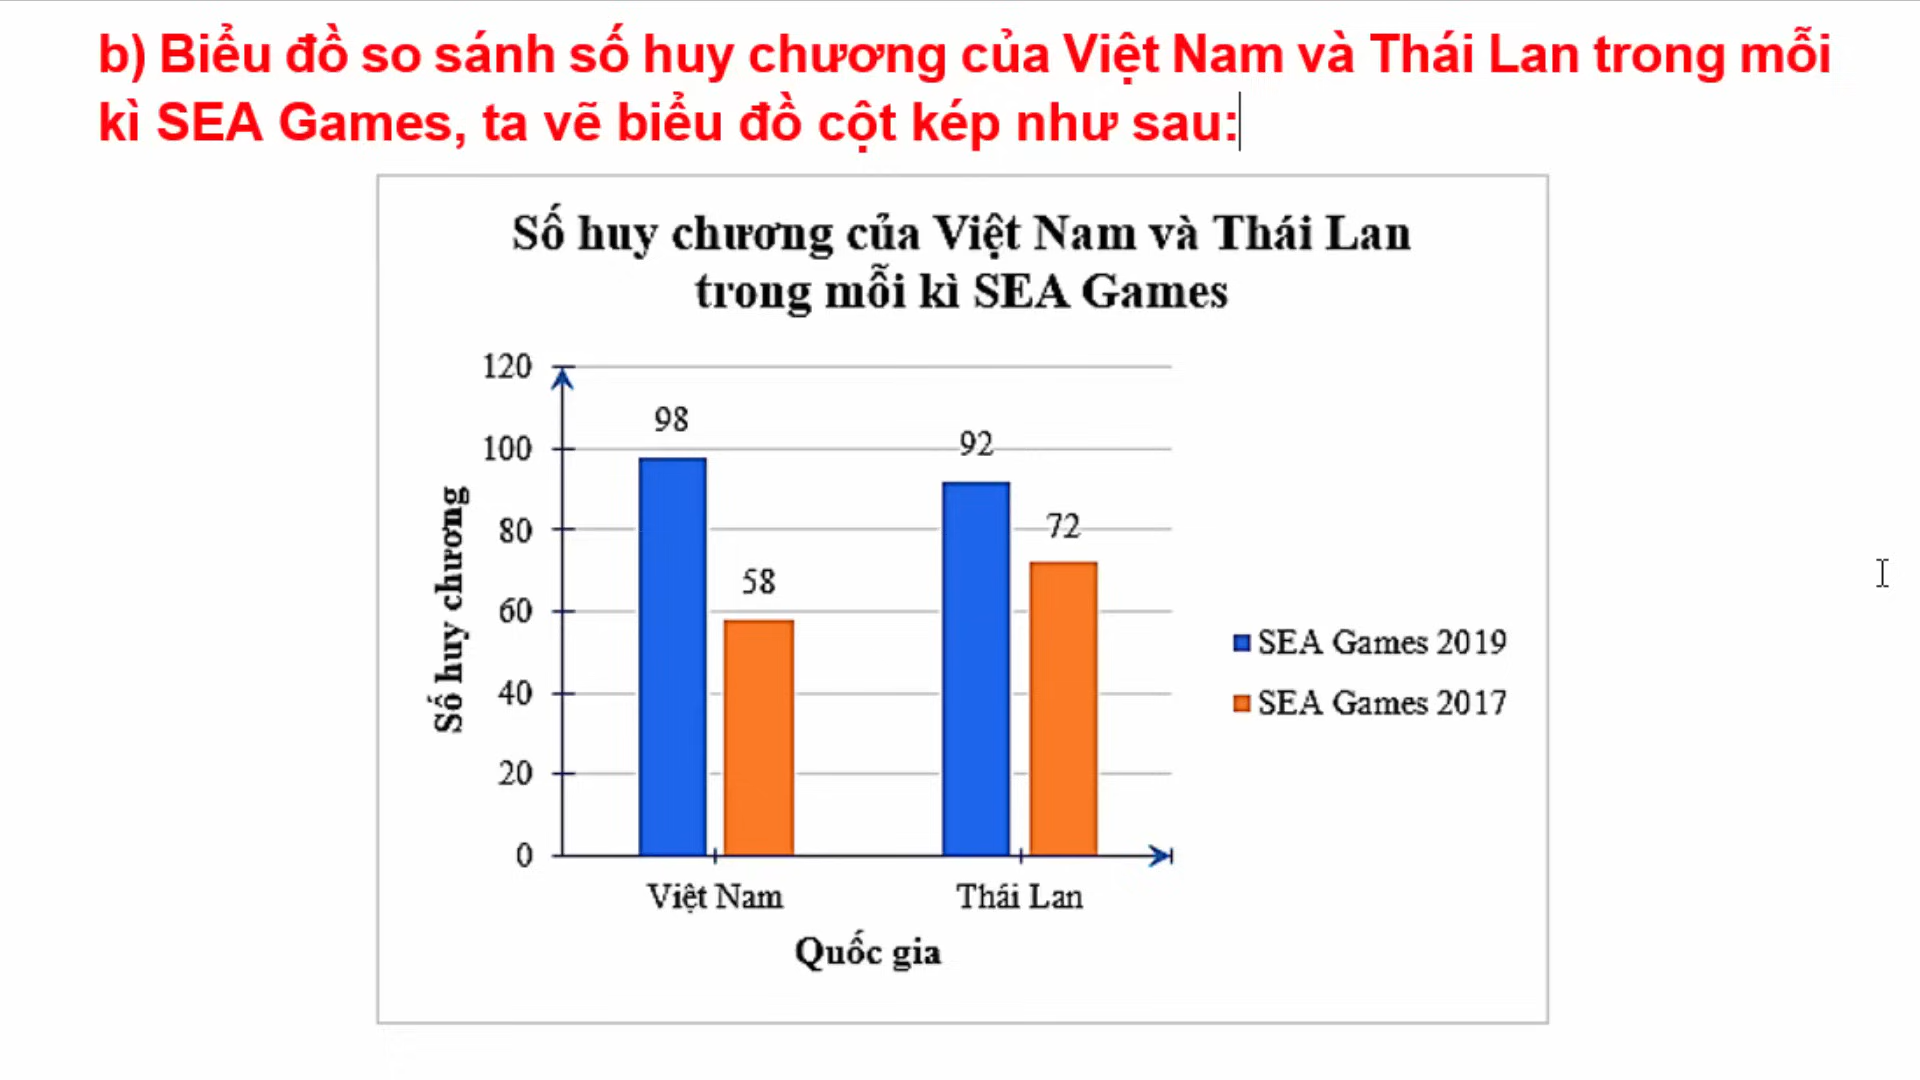 b) Biểu đồ so sánh số huy chương của Việt Nam và Thái Lan trong mỗi
kì SEA Games, ta vẽ biểu đồ cột kép như sau:
Số huy chương của Việt Nam và Thái Lan
trong mỗi kì SEA Games
120
100
80
60
40
20
0
Số huy chương
98
58
92
72
Việt Nam
Thái Lan
Quốc gia
SEA Games 2019
SEA Games 2017